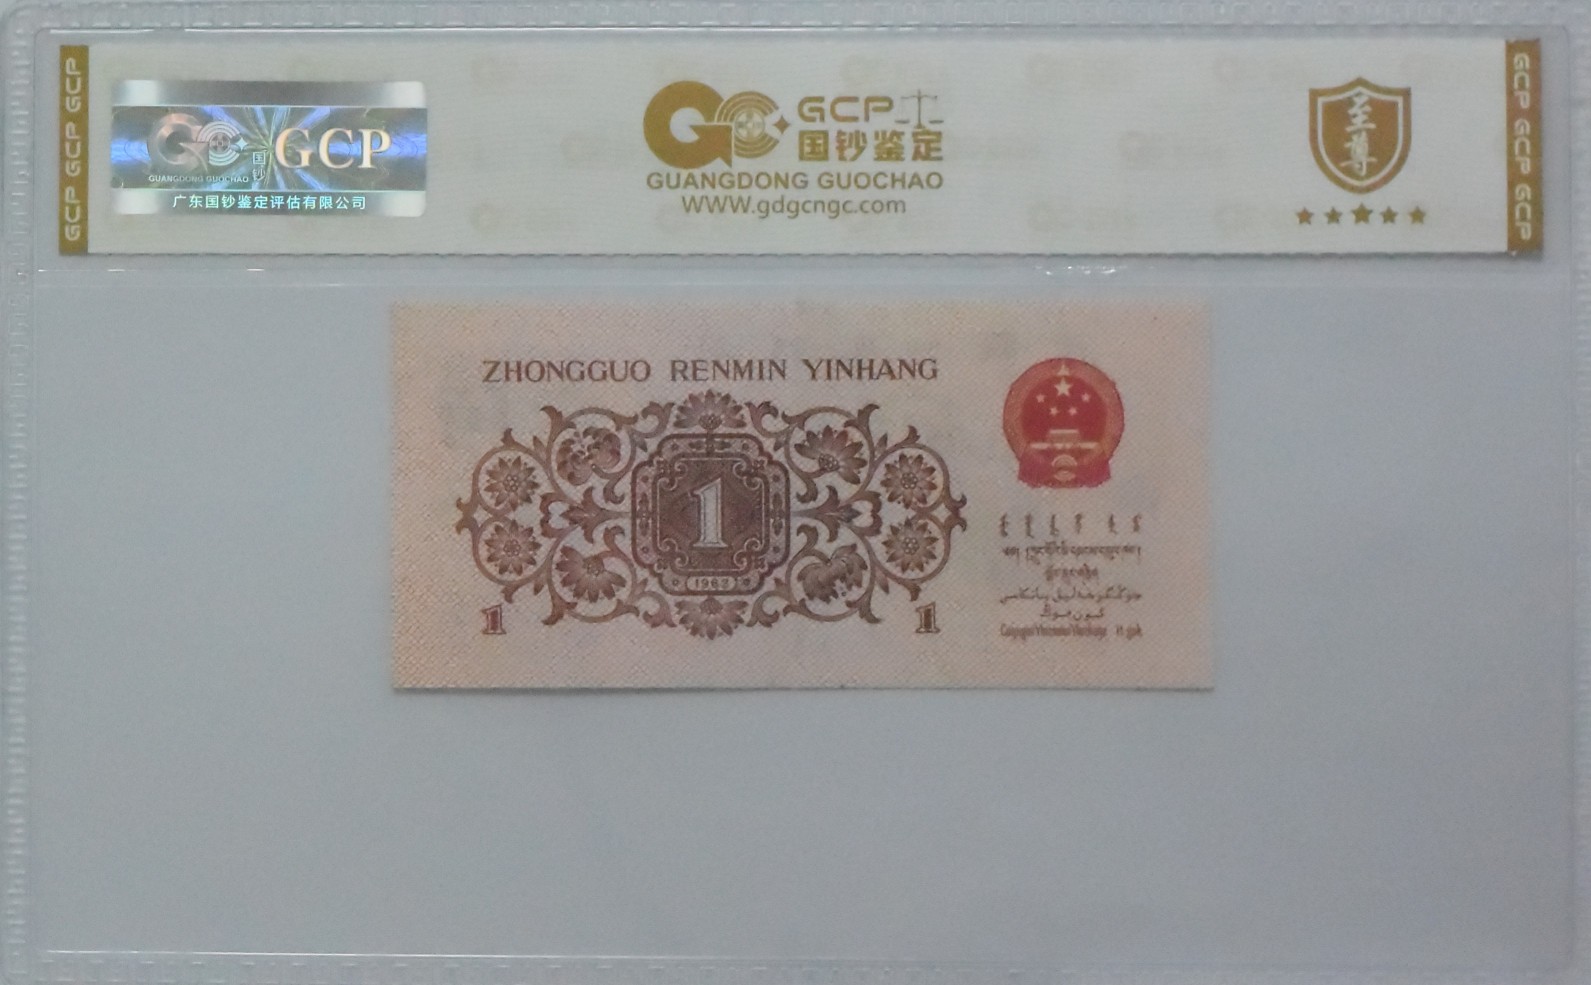 GCP GCP GCP
GUANGDONG GUOCHAO
国钞
GCP
广东国钞鉴定评估有限公司
GCP
国钞鉴定
GUANGDONG GUOCHAO
WWW.gdgcngc.com
至尊
GCP GCP GCP
ZHONGGUO RENMIN YINHANG
1
1962
1
1